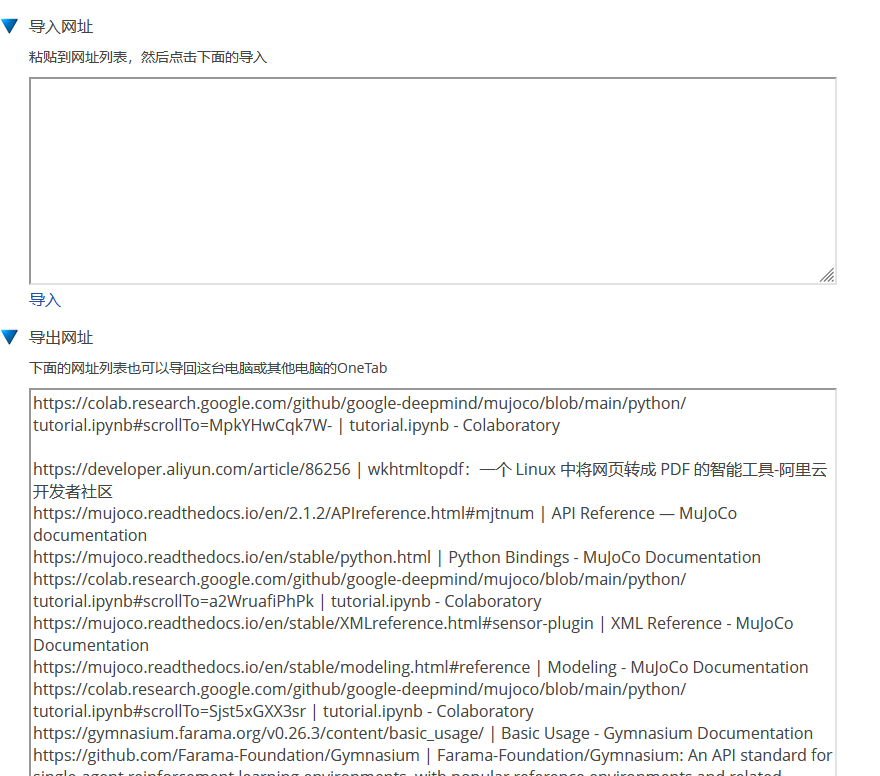 导入网址
粘贴到网址列表，然后点击下面的导入
导入
导出网址
下面的网址列表也可以导回这台电脑或其他电脑的OneTab
https://colab.research.google.com/github/google-deepmind/mujoco/blob/main/python/
tutorial.ipynb#scrollTo=MpkYHwCqk7W- | tutorial.ipynb - Colaboratory
https://developer.aliyun.com/article/86256 | wkhtmltopdf：一个 Linux 中将网页转成 PDF 的智能工具-阿里云
开发者社区
https://mujoco.readthedocs.io/en/2.1.2/APIreference.html#mjtnum | API Reference — MuJoCo
documentation
https://mujoco.readthedocs.io/en/stable/python.html | Python Bindings - MuJoCo Documentation
https://colab.research.google.com/github/google-deepmind/mujoco/blob/main/python/
tutorial.ipynb#scrollTo=a2WruafiPhPk | tutorial.ipynb - Colaboratory
https://mujoco.readthedocs.io/en/stable/XMLreference.html#sensor-plugin | XML Reference - MuJoCo
Documentation
https://mujoco.readthedocs.io/en/stable/modeling.html#reference | Modeling - MuJoCo Documentation
https://colab.research.google.com/github/google-deepmind/mujoco/blob/main/python/
tutorial.ipynb#scrollTo=Sjst5xGXX3sr | tutorial.ipynb - Colaboratory
https://gymnasium.farama.org/v0.26.3/content/basic_usage/ | Basic Usage - Gymnasium Documentation
https://github.com/Farama-Foundation/Gymnasium | Farama-Foundation/Gymnasium: An API standard for
single-agent reinforcement learning environments, with popular reference environments and related